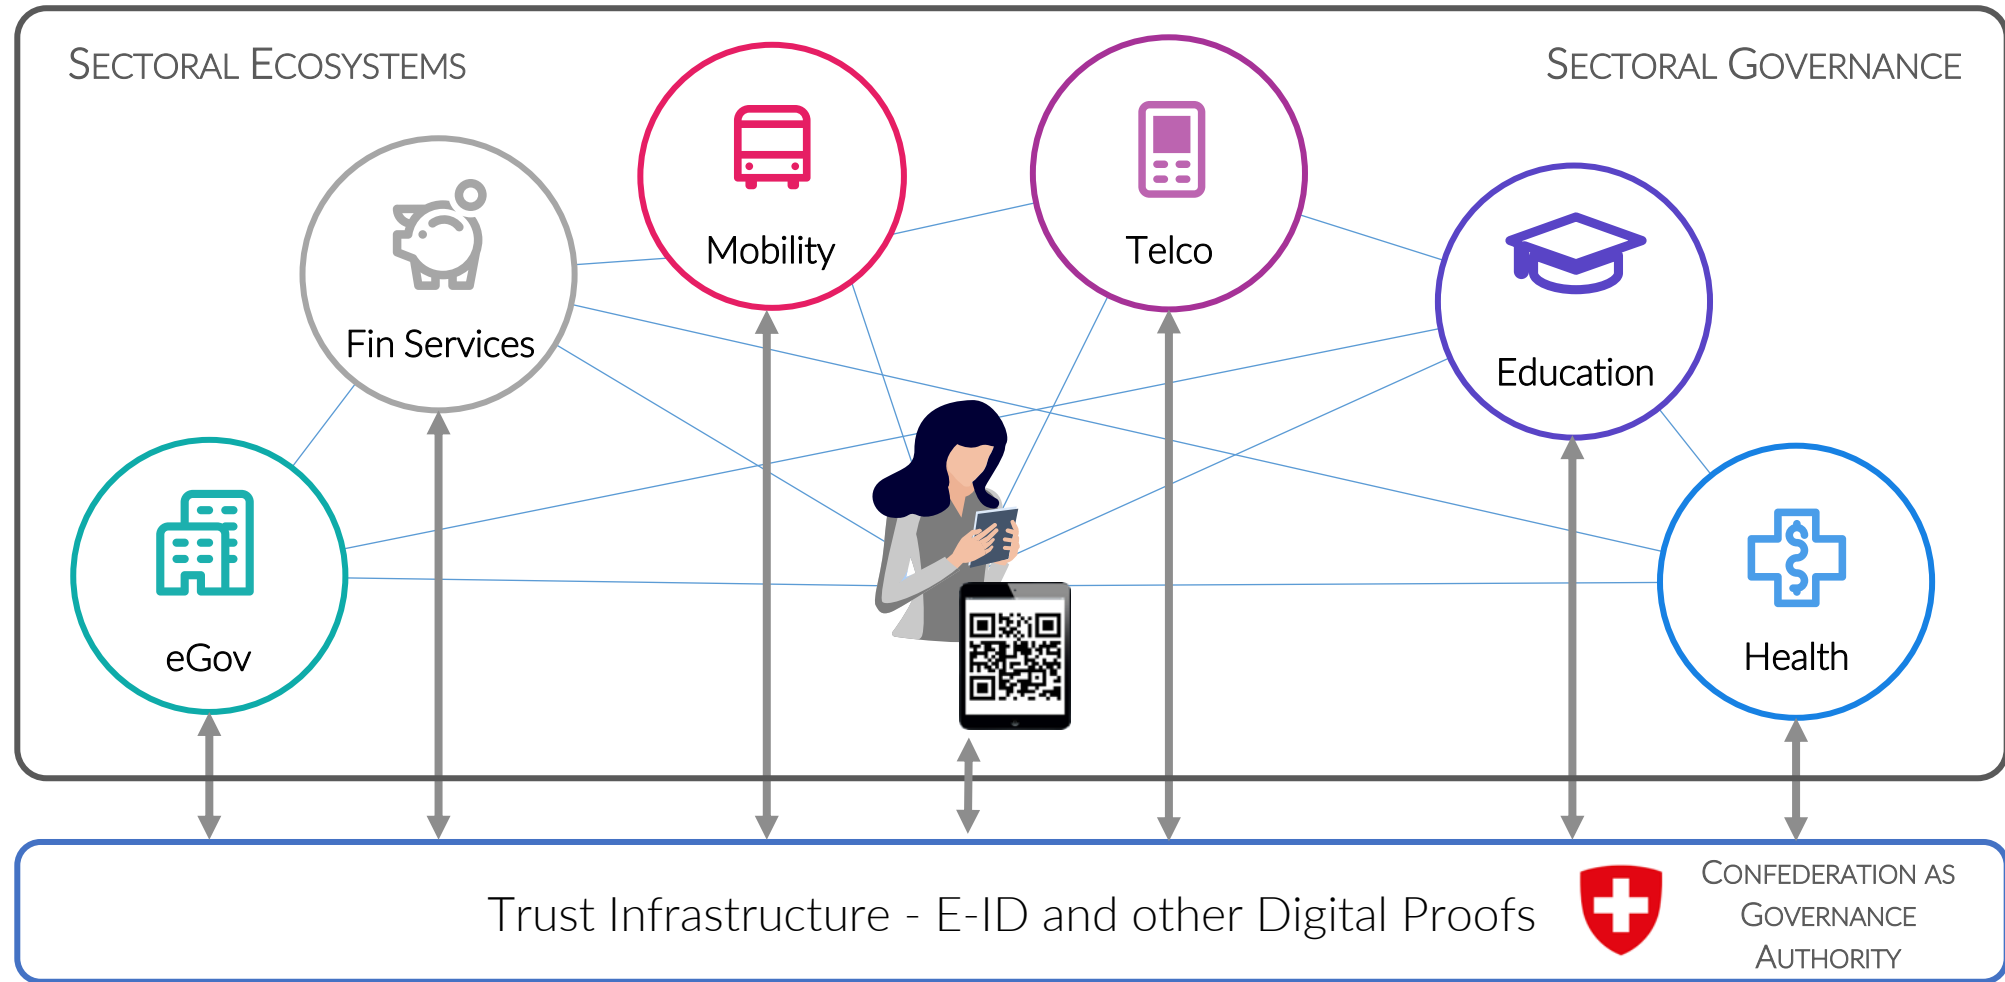 SECTORAL ECOSYSTEMS
SECTORAL GOVERNANCE
Mobility
Telco
Fin Services
Education
eGov
Health
Trust Infrastructure - E-ID and other Digital Proofs
CONFEDERATION AS
GOVERNANCE
AUTHORITY